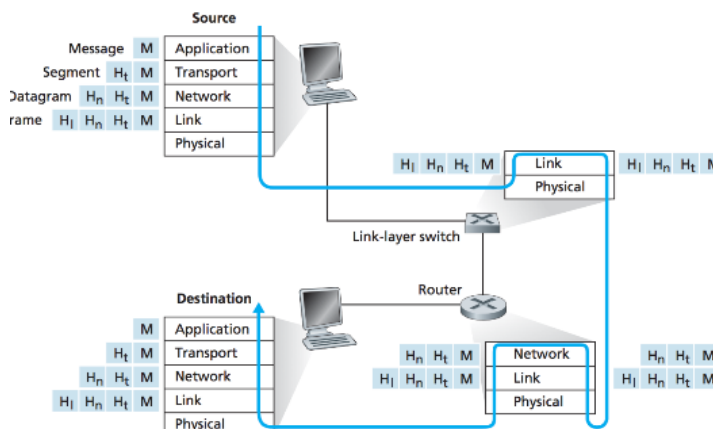 Source
Message M Application
Segment Ht M Transport
Datagram Hn Ht M Network
rame Hl Hn Ht M Link
Physical
Hl Hn Ht M Link Hl Hn Ht M
Physical
Link-layer switch
Router
Destination
M Application
Ht M Transport
Hn Ht M Network
Hl Hn Ht M Link
Physical
Hn Ht M Network Hn Ht M
Hl Hn Ht M Link Hl Hn Ht M
Physical